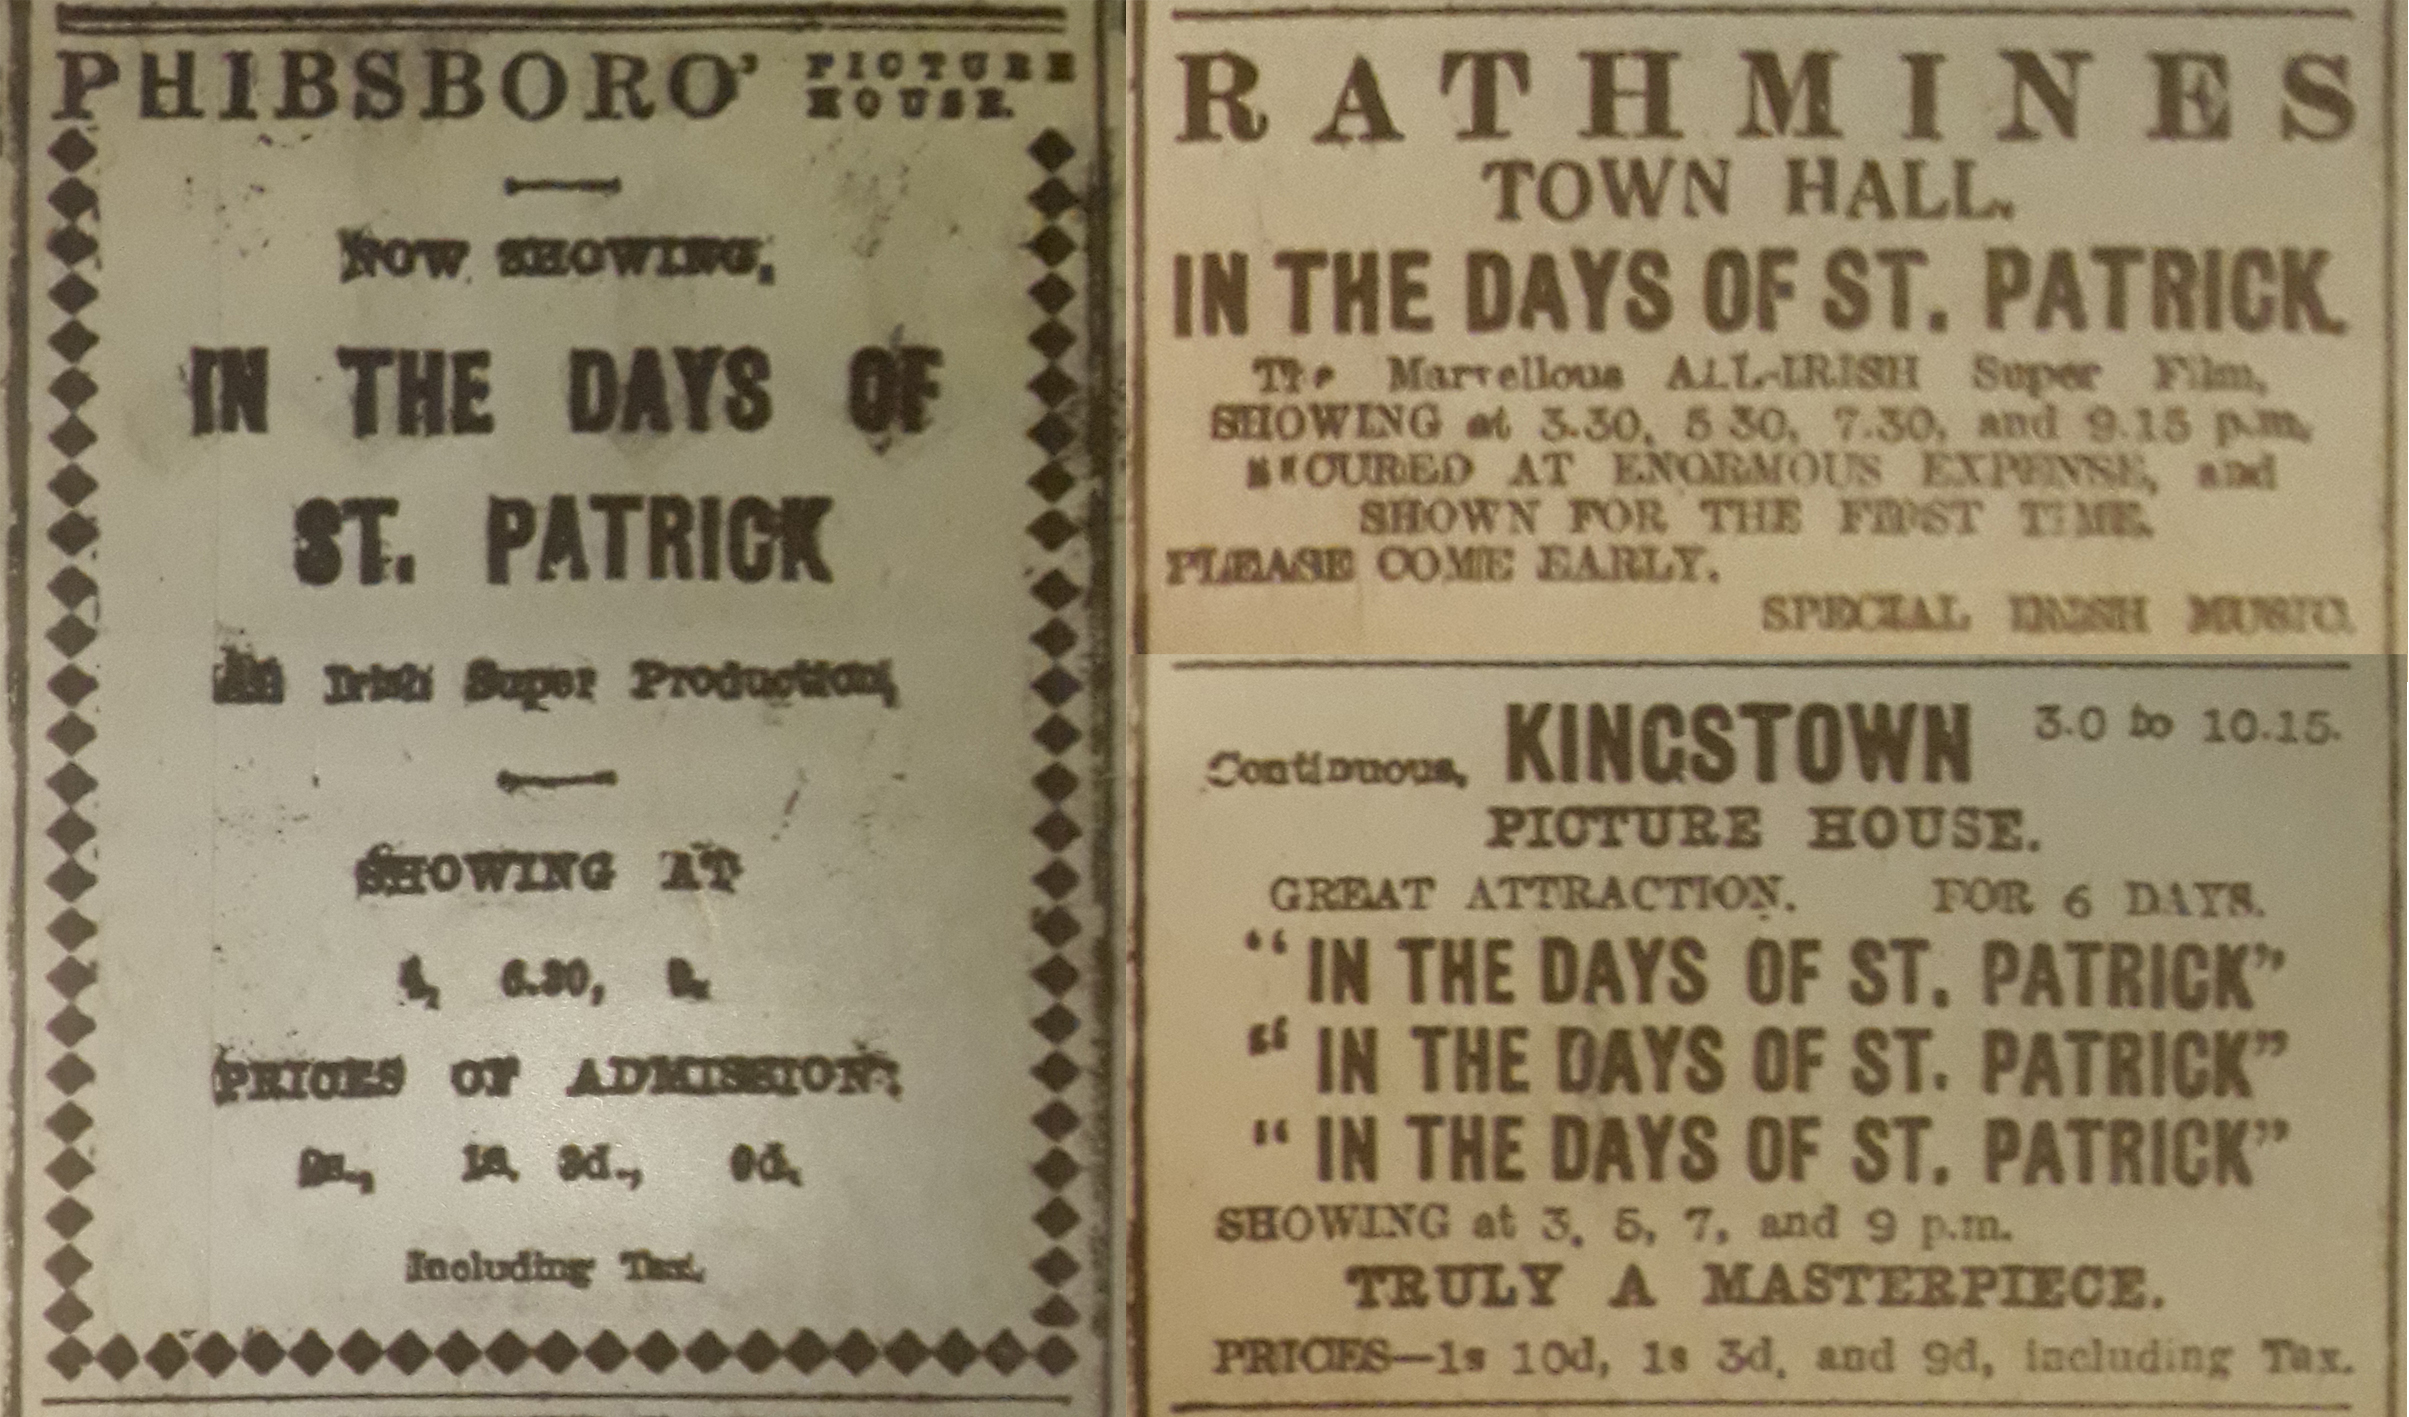 PHIBSBORO' PICTURE
HOUSE.
NOW SHOWING,
IN THE DAYS OF
ST. PATRICK
An Irish Super Production,
SHOWING AT
6.30,
PRICES OF ADMISSION:
2s., 1s. 3d., 9d.
Including Tax.
RATHMINES
TOWN HALL.
IN THE DAYS OF ST. PATRICK.
The Marvellous ALL-IRISH Super Film,
SHOWING at 3.30, 5 30, 7.30, and 9.15 p.m,
AT ENORMOUS EXPENSE, and
SHOWN FOR THE FIRST TIME.
PLEASE COME EARLY.
SPECIAL IRISH MUSIC.
Continuous, KINGSTOWN 3.0 to 10.15.
PICTURE HOUSE.
GREAT ATTRACTION. FOR 6 DAYS.
"IN THE DAYS OF ST. PATRICK"
"IN THE DAYS OF ST. PATRICK"
"IN THE DAYS OF ST. PATRICK"
SHOWING at 3, 5, 7, and 9 p.m.
TRULY A MASTERPIECE.
PRICES—1s 10d, 1s 3d, and 9d, including Tax.